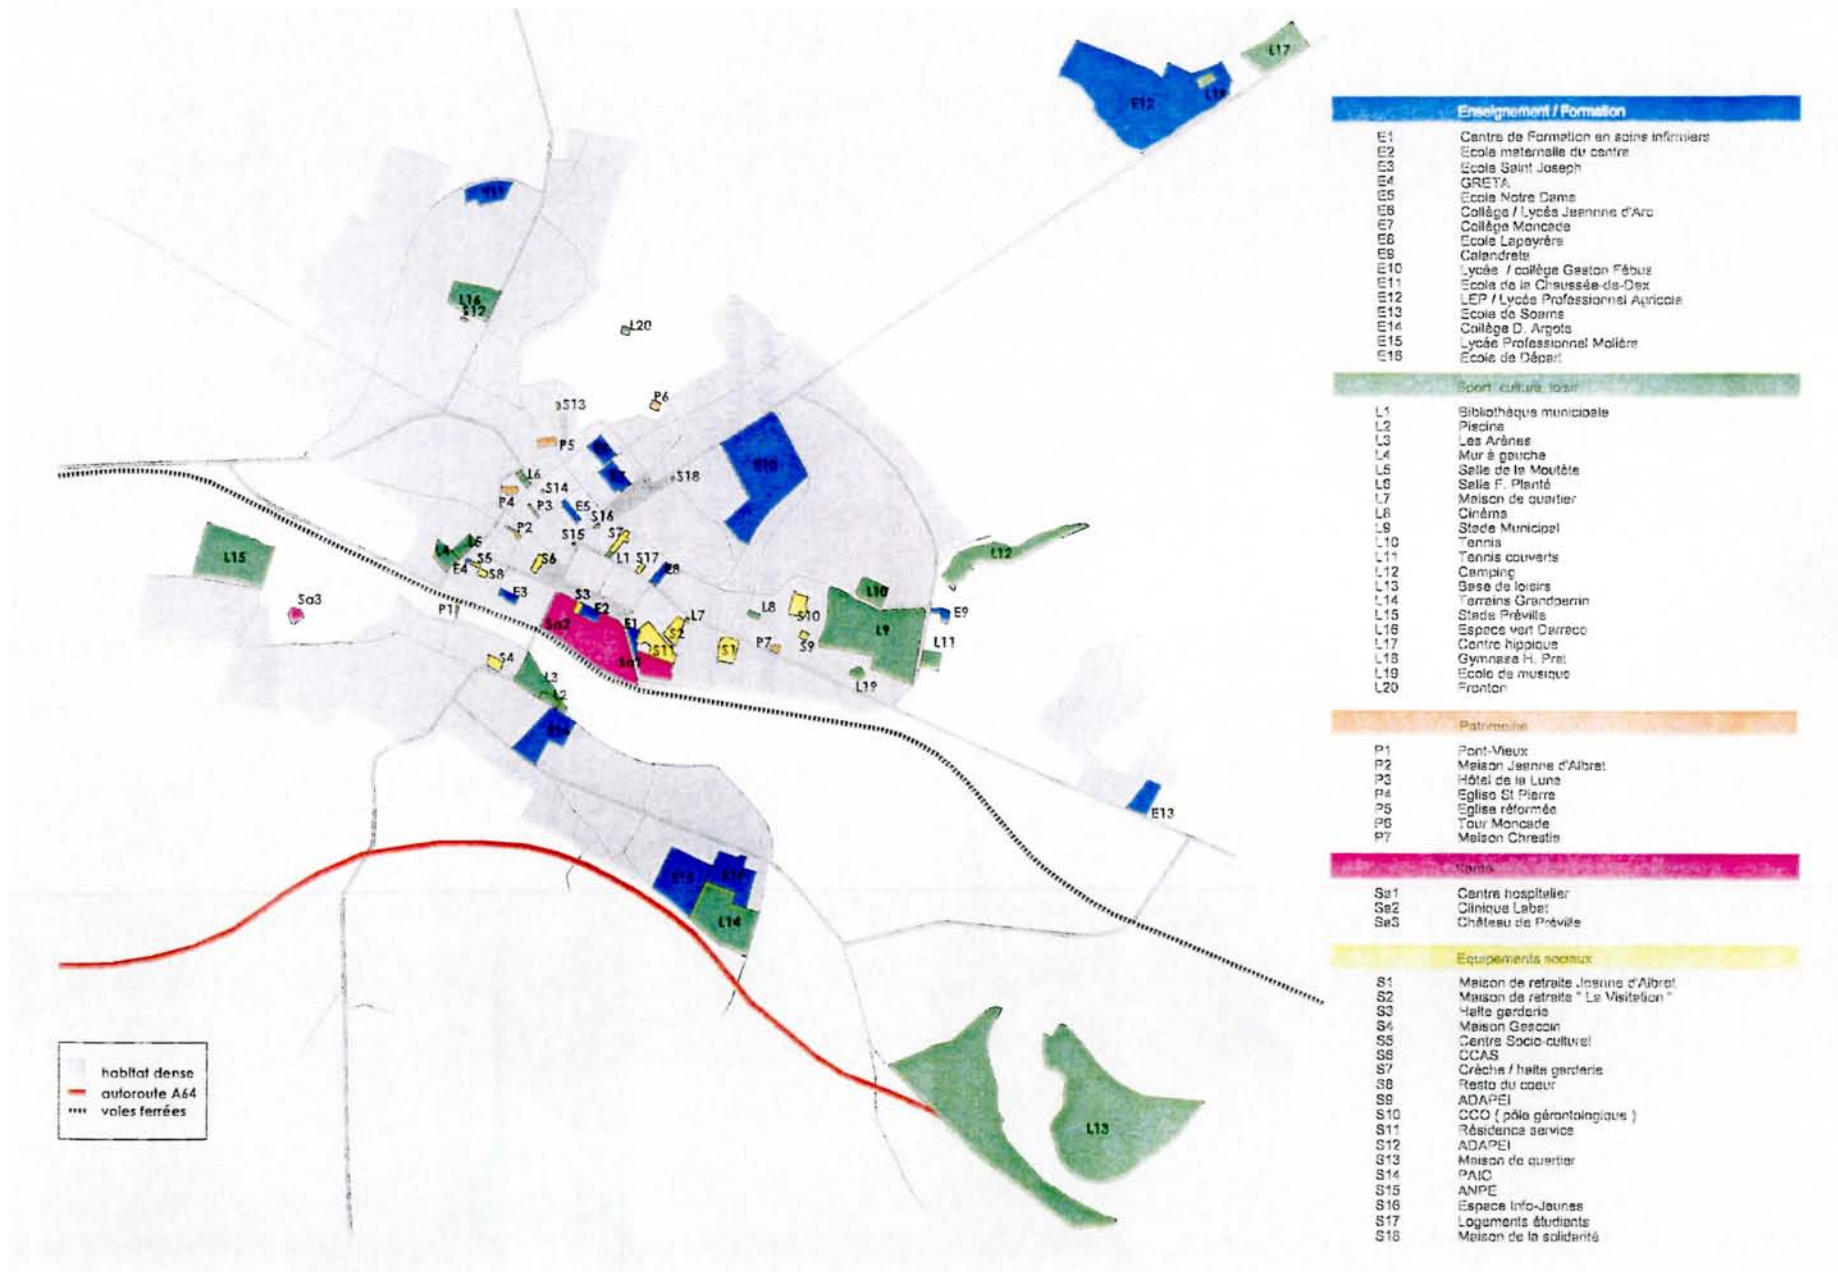 L17
E12
L18
L16
S12
L20
S13
P6
P5
L6
S18
P4
S14
P3
E5
S16
P2
S15
S7
L4
L5
S5
S6
L1
S17
E8
E4
S8
L15
L12
L10
Sa3
E3
S3
E2
L7
L8
S10
E9
P1
Sa2
E1
S2
L9
S11
S1
P7
S9
L11
S4
Sa1
L3
L19
L2
E13
L14
L13
habitat dense
autoroute A64
voies ferrées
Enseignement / Formation
E1 Centre de Formation en soins infirmiers
E2 Ecole maternelle du centre
E3 Ecole Saint Joseph
E4 GRETA
E5 Ecole Notre Dame
E6 Collège / Lycée Jeannne d'Arc
E7 Collège Moncade
E8 Ecole Lapeyrère
E9 Calandreta
E10 Lycée / collège Gaston Fébus
E11 Ecole de la Chaussée-de-Dax
E12 LEP / Lycée Professionnel Agricole
E13 Ecole de Soarns
E14 Collège D. Argote
E15 Lycée Professionnel Molière
E16 Ecole de Départ
Sport, culture, loisir
L1 Bibliothèque municipale
L2 Piscine
L3 Les Arènes
L4 Mur à gauche
L5 Salle de la Moutète
L6 Salle F. Planté
L7 Maison de quartier
L8 Cinéma
L9 Stade Municipal
L10 Tennis
L11 Tennis couverts
L12 Camping
L13 Base de loisirs
L14 Terrains Grandperrin
L15 Stade Préville
L16 Espace vert Darraco
L17 Centre hippique
L18 Gymnase H. Prat
L19 Ecole de musique
L20 Fronton
Patrimoine
P1 Pont-Vieux
P2 Maison Jeanne d'Albret
P3 Hôtel de la Lune
P4 Eglise St Pierre
P5 Eglise réformée
P6 Tour Moncade
P7 Maison Chrestia
Santé
Sa1 Centre hospitalier
Sa2 Clinique Labat
Sa3 Château de Préville
Equipements sociaux
S1 Maison de retraite Jeanne d'Albret
S2 Maison de retraite " La Visitation "
S3 Halte garderie
S4 Maison Gascoin
S5 Centre Socio-culturel
S6 CCAS
S7 Crèche / halte garderie
S8 Resto du coeur
S9 ADAPEI
S10 CCO ( pôle gérontologique )
S11 Résidence service
S12 ADAPEI
S13 Maison de quartier
S14 PAIO
S15 ANPE
S16 Espace Info-Jeunes
S17 Logements étudiants
S18 Maison de la solidarité